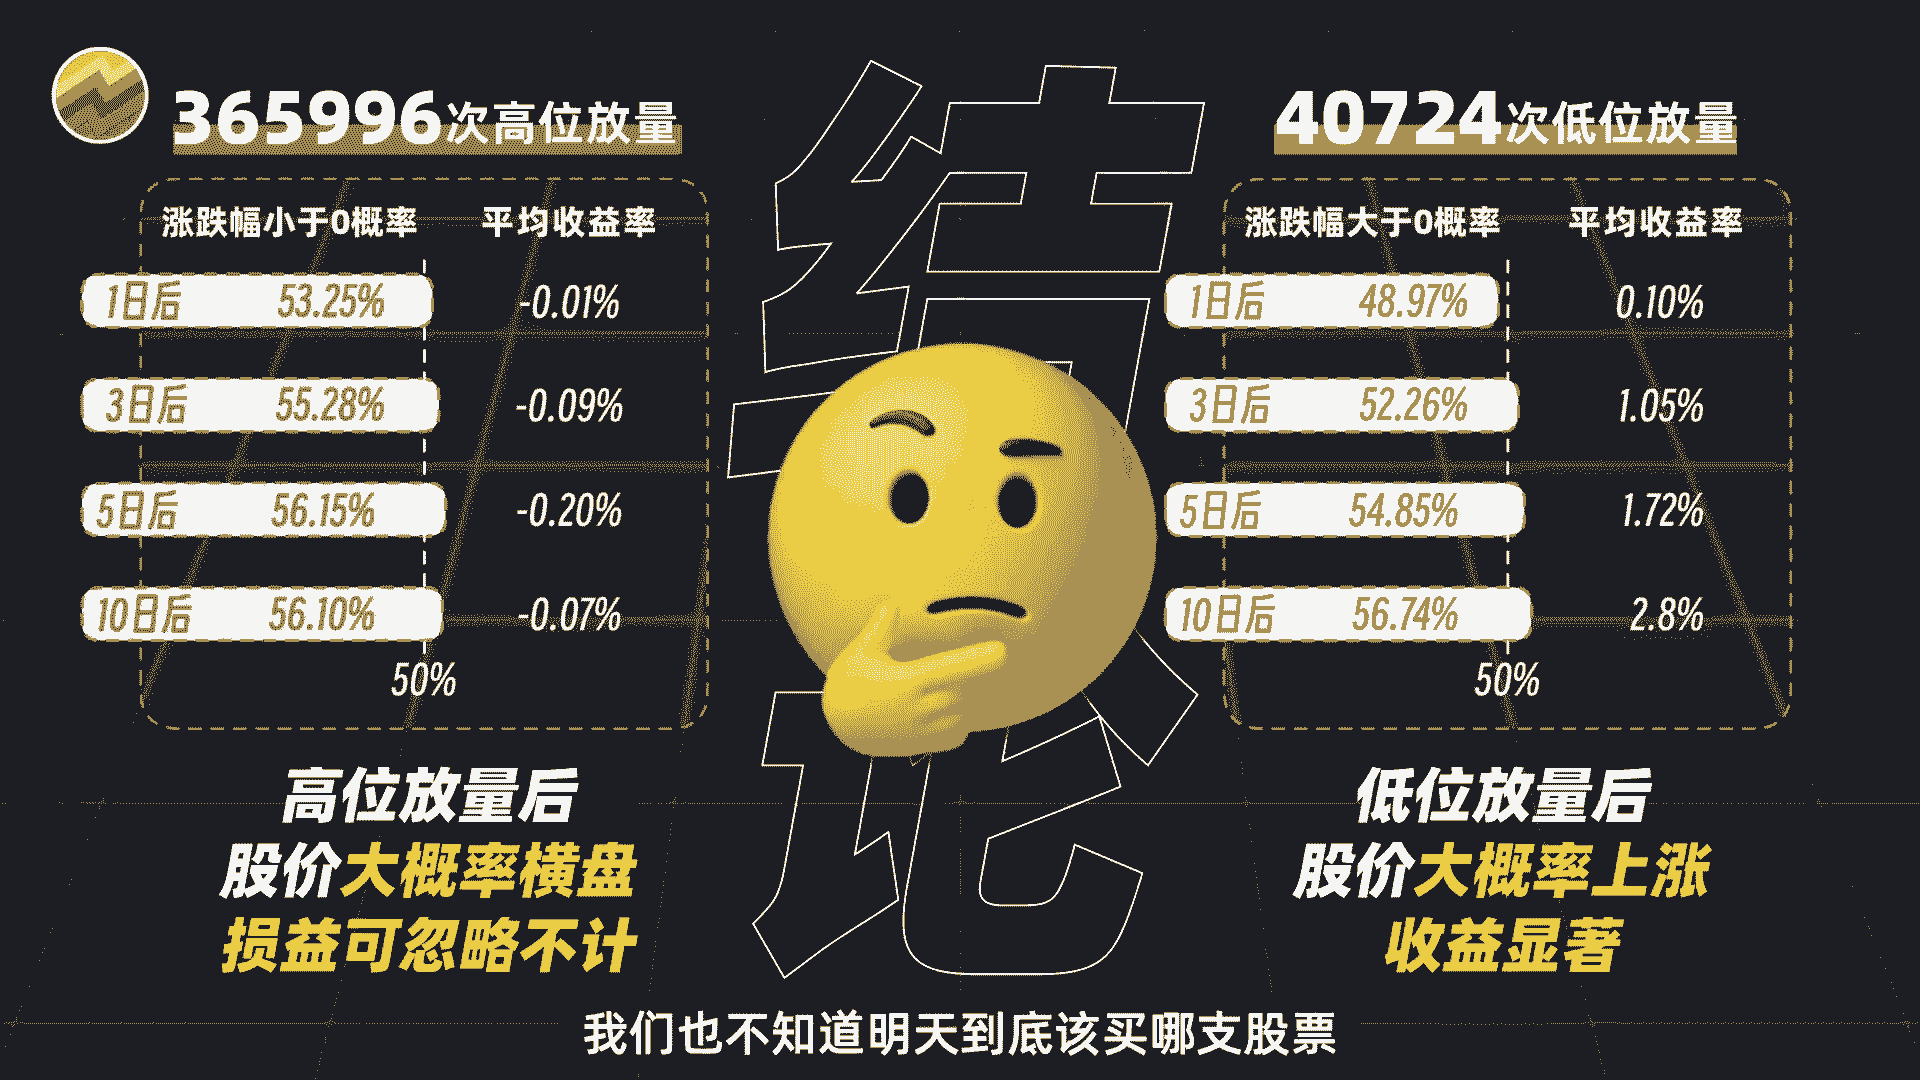 365996次高位放量
涨跌幅小于0概率 平均收益率
1日后 53.25% -0.01%
3日后 55.28% -0.09%
5日后 56.15% -0.20%
10日后 56.10% -0.07%
50%
高位放量后
股价大概率横盘
损益可忽略不计
结论
40724次低位放量
涨跌幅大于0概率 平均收益率
1日后 48.97% 0.10%
3日后 52.26% 1.05%
5日后 54.85% 1.72%
10日后 56.74% 2.8%
50%
低位放量后
股价大概率上涨
收益显著
我们也不知道明天到底该买哪支股票